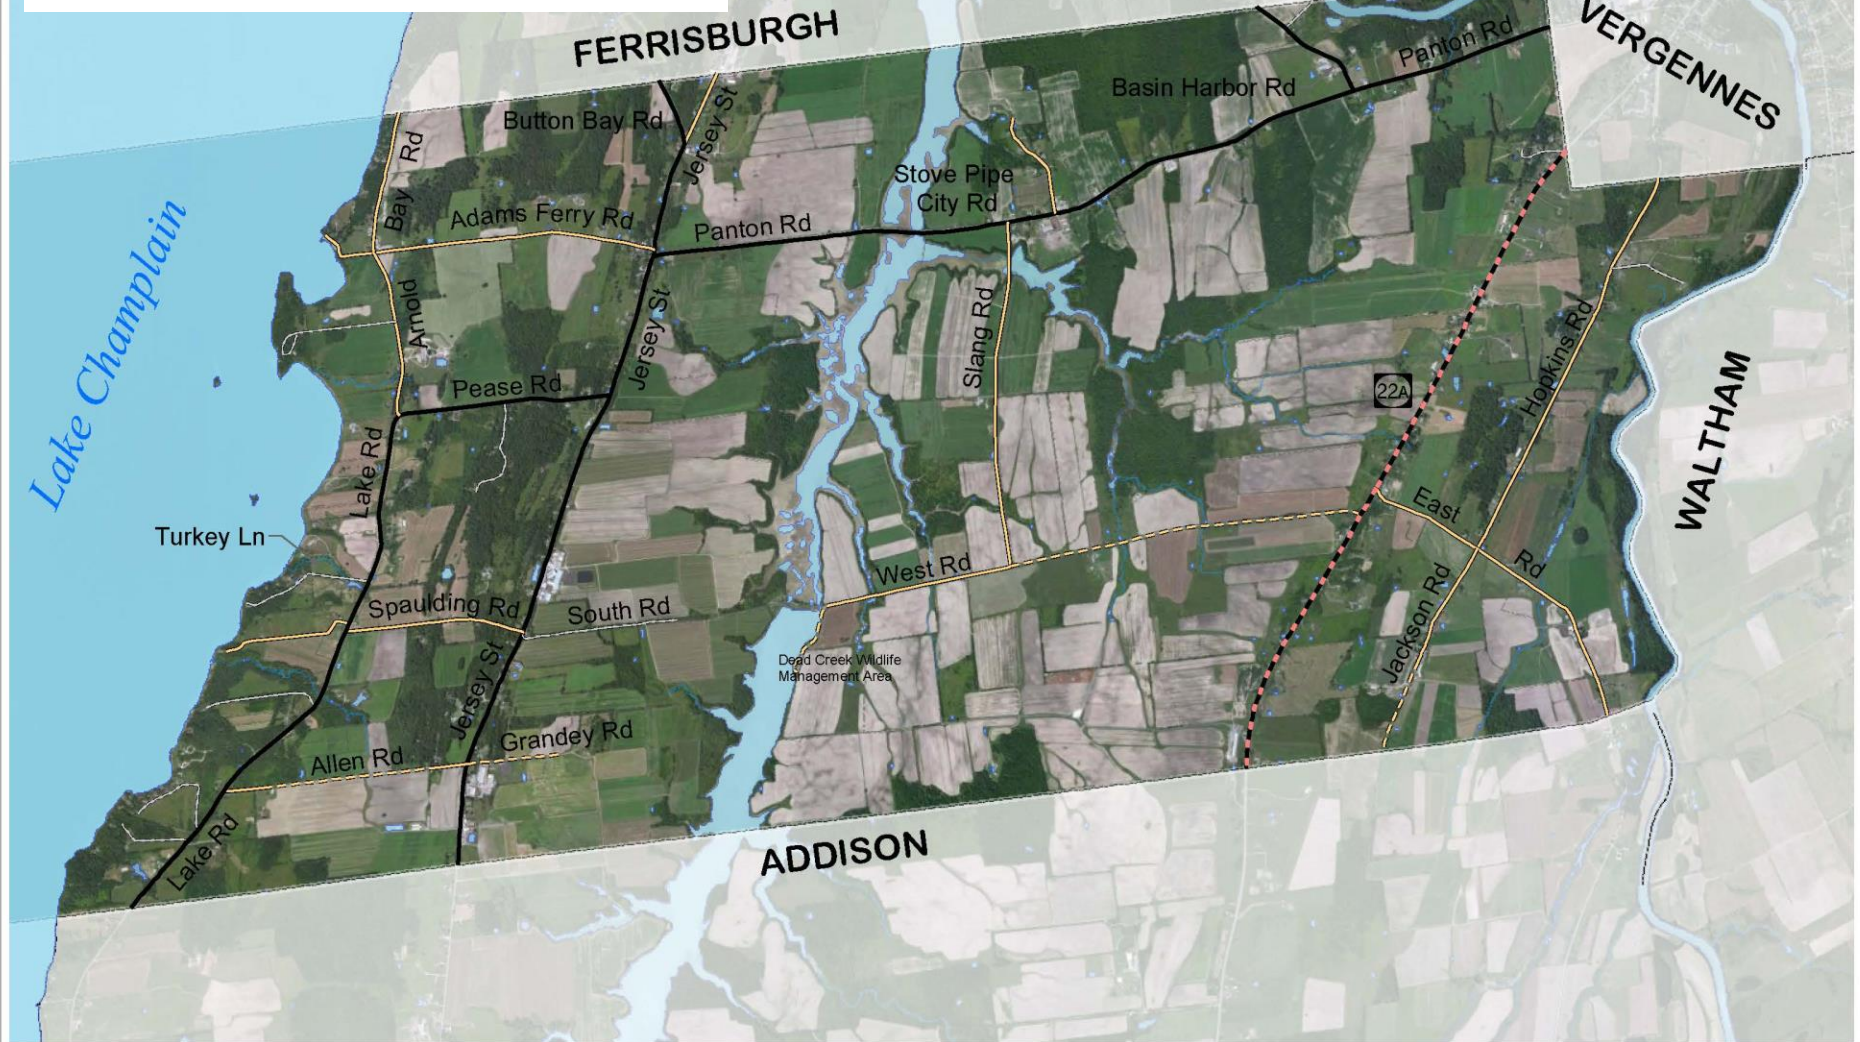 FERRISBURGH
VERGENNES
Panton Rd
Basin Harbor Rd
Button Bay Rd
Jersey St
Bay Rd
Stove Pipe
City Rd
Adams Ferry Rd
Panton Rd
Lake Champlain
Arnold
Jersey St
Slang Rd
Hopkins Rd
22A
Pease Rd
WALTHAM
Lake Rd
East Rd
Turkey Ln
West Rd
Spaulding Rd
South Rd
Jackson Rd
Dead Creek Wildlife
Management Area
Jersey St
Grandey Rd
Allen Rd
Lake Rd
ADDISON